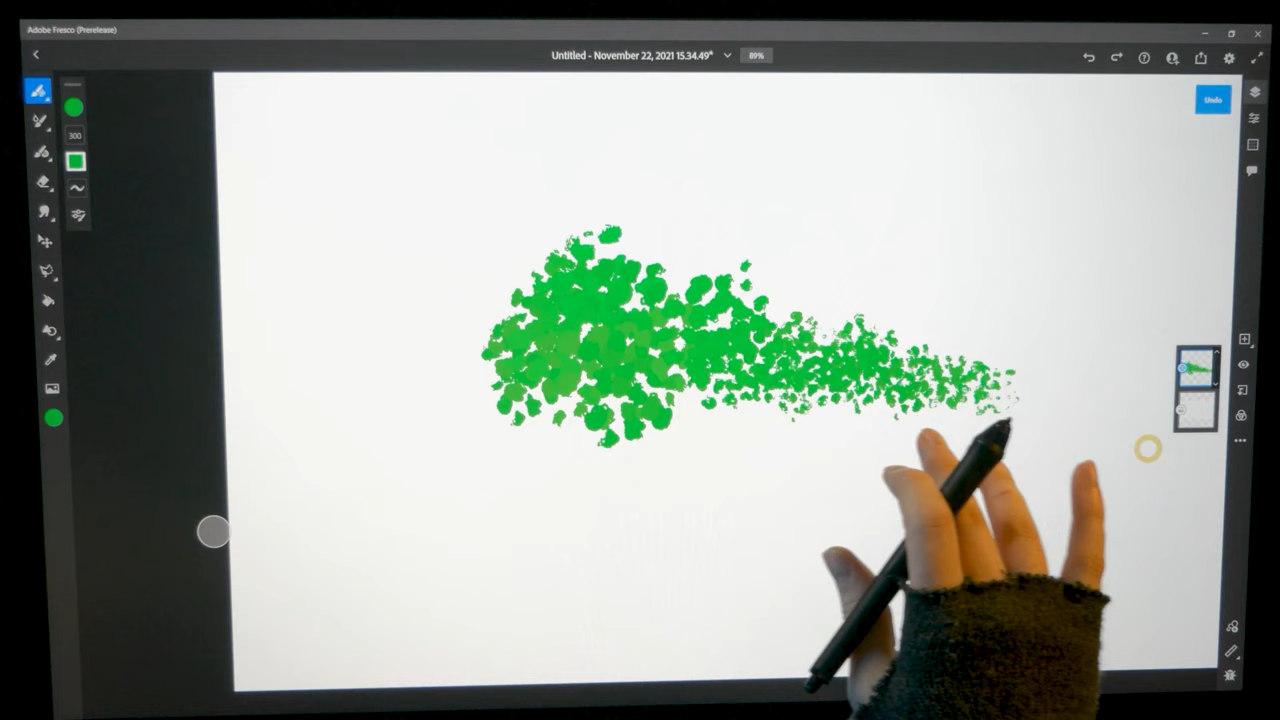 Adobe Fresco (Prerelease)
Untitled - November 22, 2021 15.34.49*
89%
Undo
300